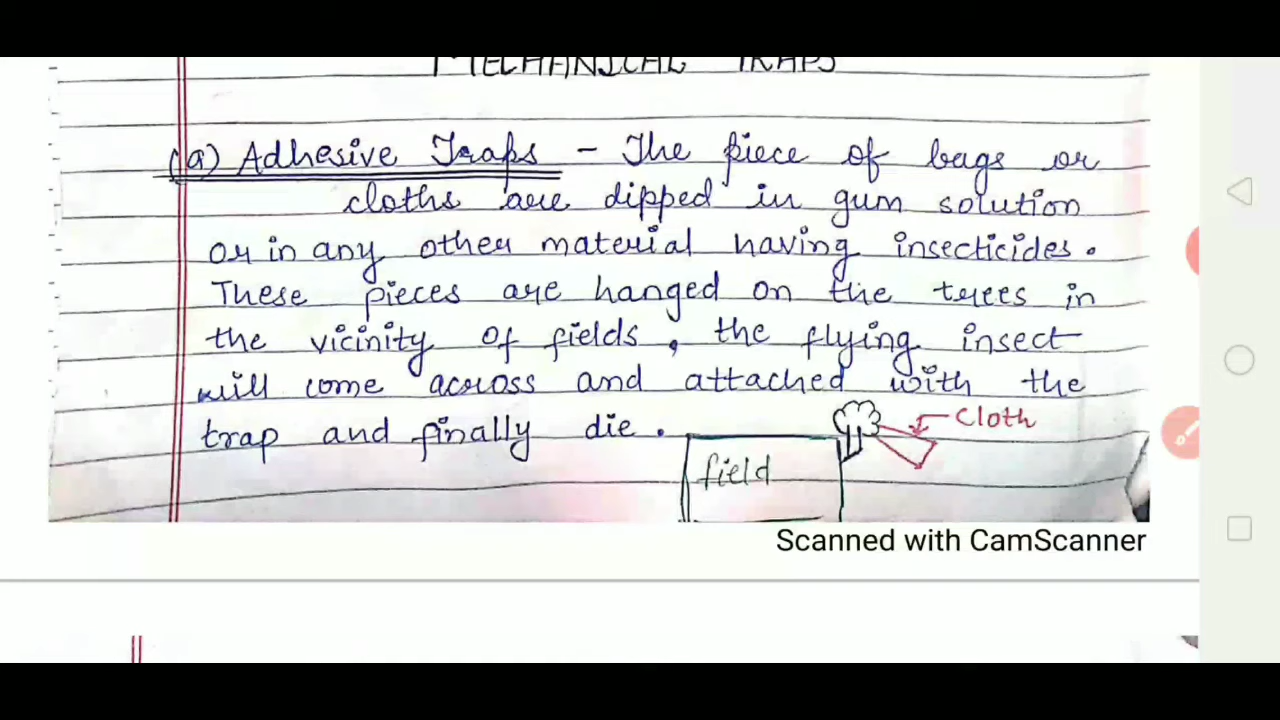 MECHANICAL TRAPS
(a) Adhesive Traps - The piece of bags or
cloths are dipped in gum solution
or in any other material having insecticides.
These pieces are hanged on the trees in
the vicinity of fields, the flying insect
will come across and attached with the
trap and finally die.
Cloth
field
Scanned with CamScanner